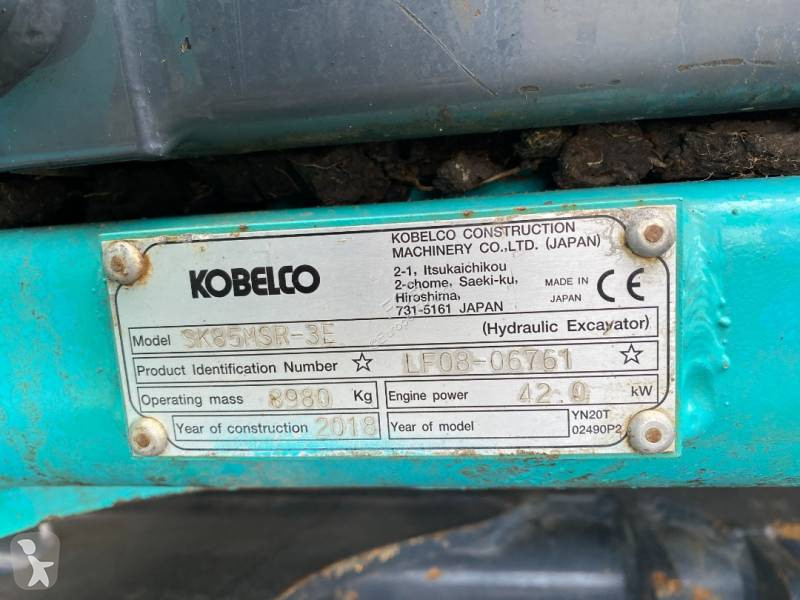 KOBELCO
KOBELCO CONSTRUCTION
MACHINERY CO.,LTD. (JAPAN)
2-1, Itsukaichikou
2-chome, Saeki-ku,
Hiroshima,
731-5161 JAPAN
MADE IN
JAPAN
CE
Model SK85MSR-3E (Hydraulic Excavator)
Product Identification Number ☆ LF08-06761 ☆
Operating mass 8980 Kg
Engine power 42.0 kW
Year of construction 2018
Year of model
YN20T
02490P2